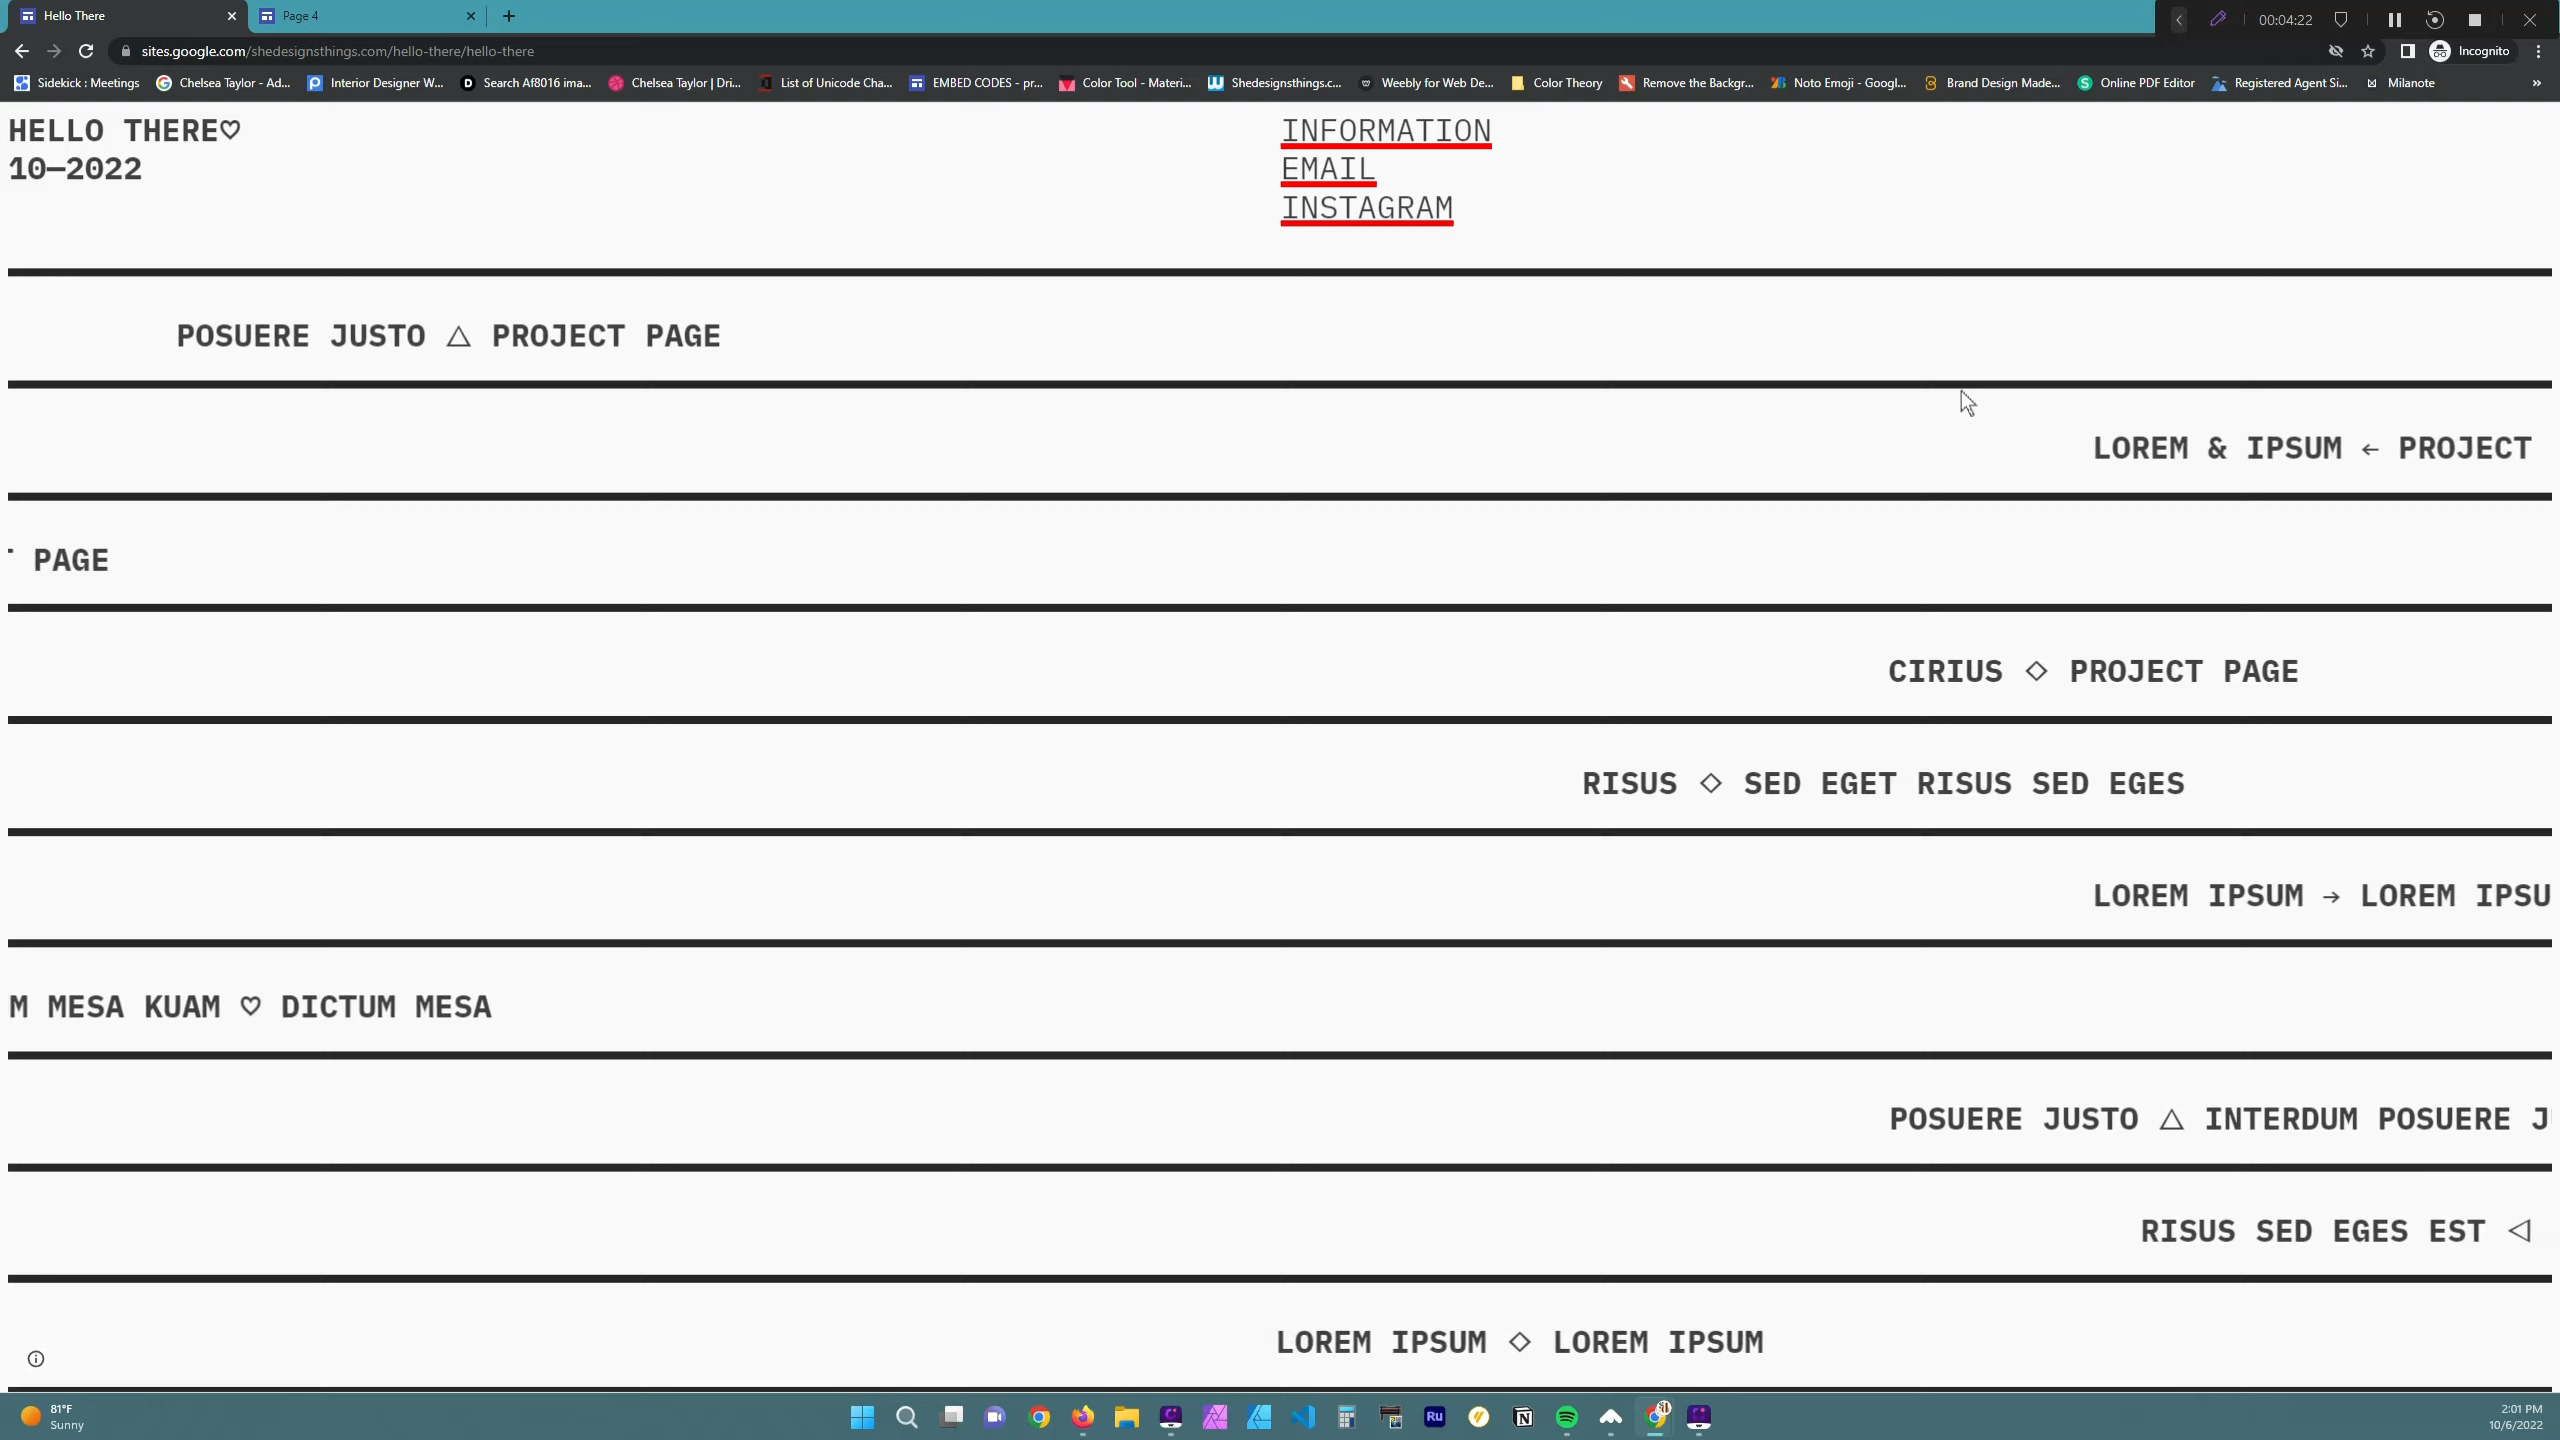 Hello There
Page 4
00:04:22
sites.google.com/shedesignsthings.com/hello-there/hello-there
Incognito
Sidekick : Meetings
Chelsea Taylor - Ad...
Interior Designer W...
Search Af8016 ima...
Chelsea Taylor | Dri...
List of Unicode Cha...
EMBED CODES - pr...
Color Tool - Materi...
Shedesignsthings.c...
Weebly for Web De...
Color Theory
Remove the Backgr...
Noto Emoji - Googl...
Brand Design Made...
Online PDF Editor
Registered Agent Si...
Milanote
»
HELLO THERE♡
10—2022
INFORMATION
EMAIL
INSTAGRAM
POSUERE JUSTO △ PROJECT PAGE
LOREM & IPSUM ← PROJECT
PAGE
CIRIUS ◇ PROJECT PAGE
RISUS ◇ SED EGET RISUS SED EGES
LOREM IPSUM → LOREM IPSU
M MESA KUAM ♡ DICTUM MESA
POSUERE JUSTO △ INTERDUM POSUERE J
RISUS SED EGES EST ◁
LOREM IPSUM ◇ LOREM IPSUM
81°F
Sunny
Ru
2:01 PM
10/6/2022